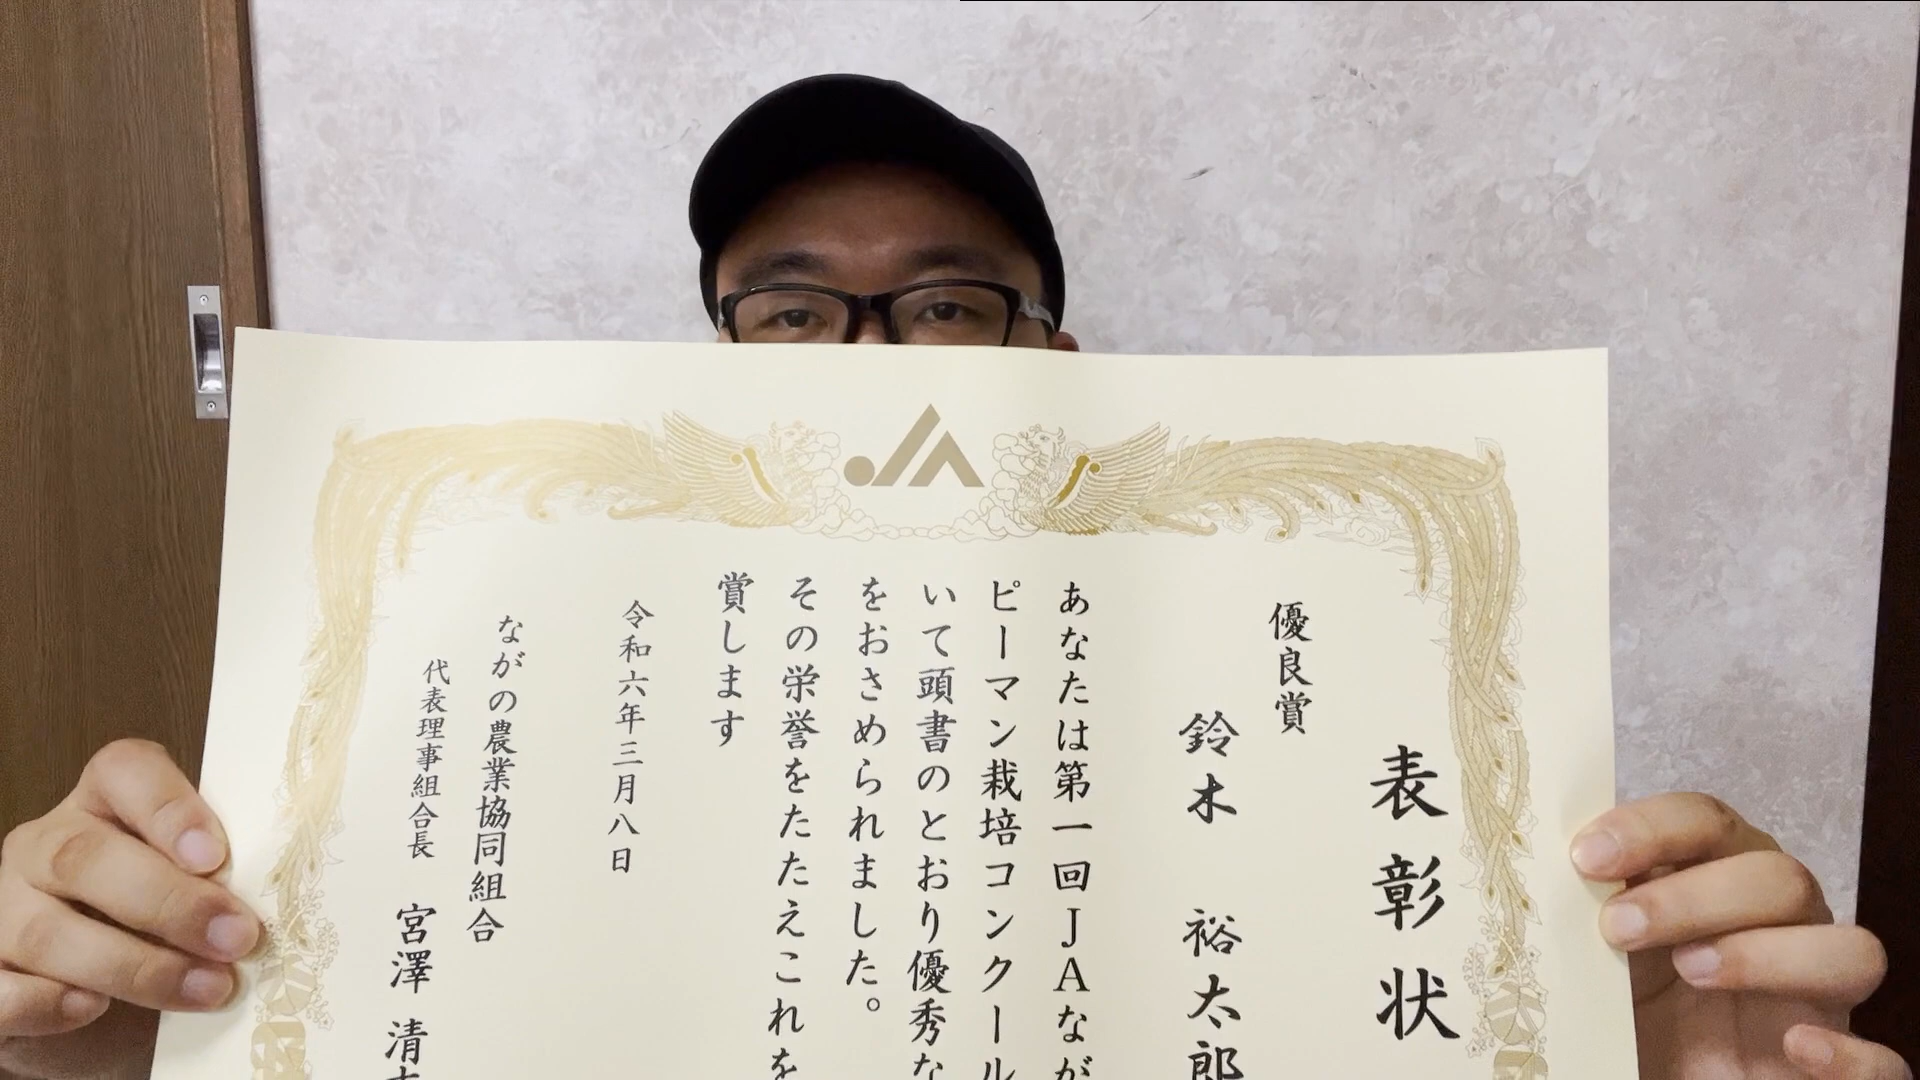 表彰状
優良賞
鈴木 裕太郎
あなたは第一回JAなが
ピーマン栽培コンクール
いて頭書のとおり優秀な
をおさめられました。
その栄誉をたたえこれを
賞します
令和六年三月八日
ながの農業協同組合
代表理事組合長 宮澤 清
JA